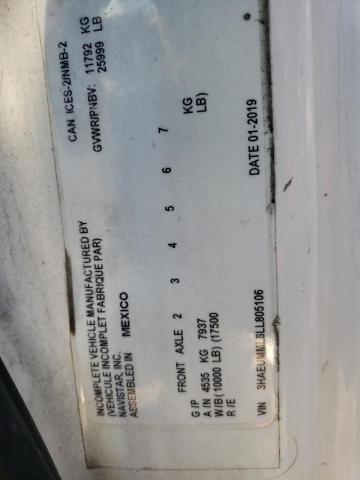 INCOMPLETE VEHICLE MANUFACTURED BY
(VEHICULE INCOMPLET FABRIQUE PAR)
NAVISTAR, INC.
ASSEMBLED IN MEXICO
CAN ICES-2/NMB-2
GVWR/PNBV: 11792 KG
25999 LB
FRONT AXLE 2 3 4 5 6 7
G/P
A/N 4535 KG 7937 KG
W/B (10000 LB) (17500 LB)
R/E
VIN DATE 01-2019